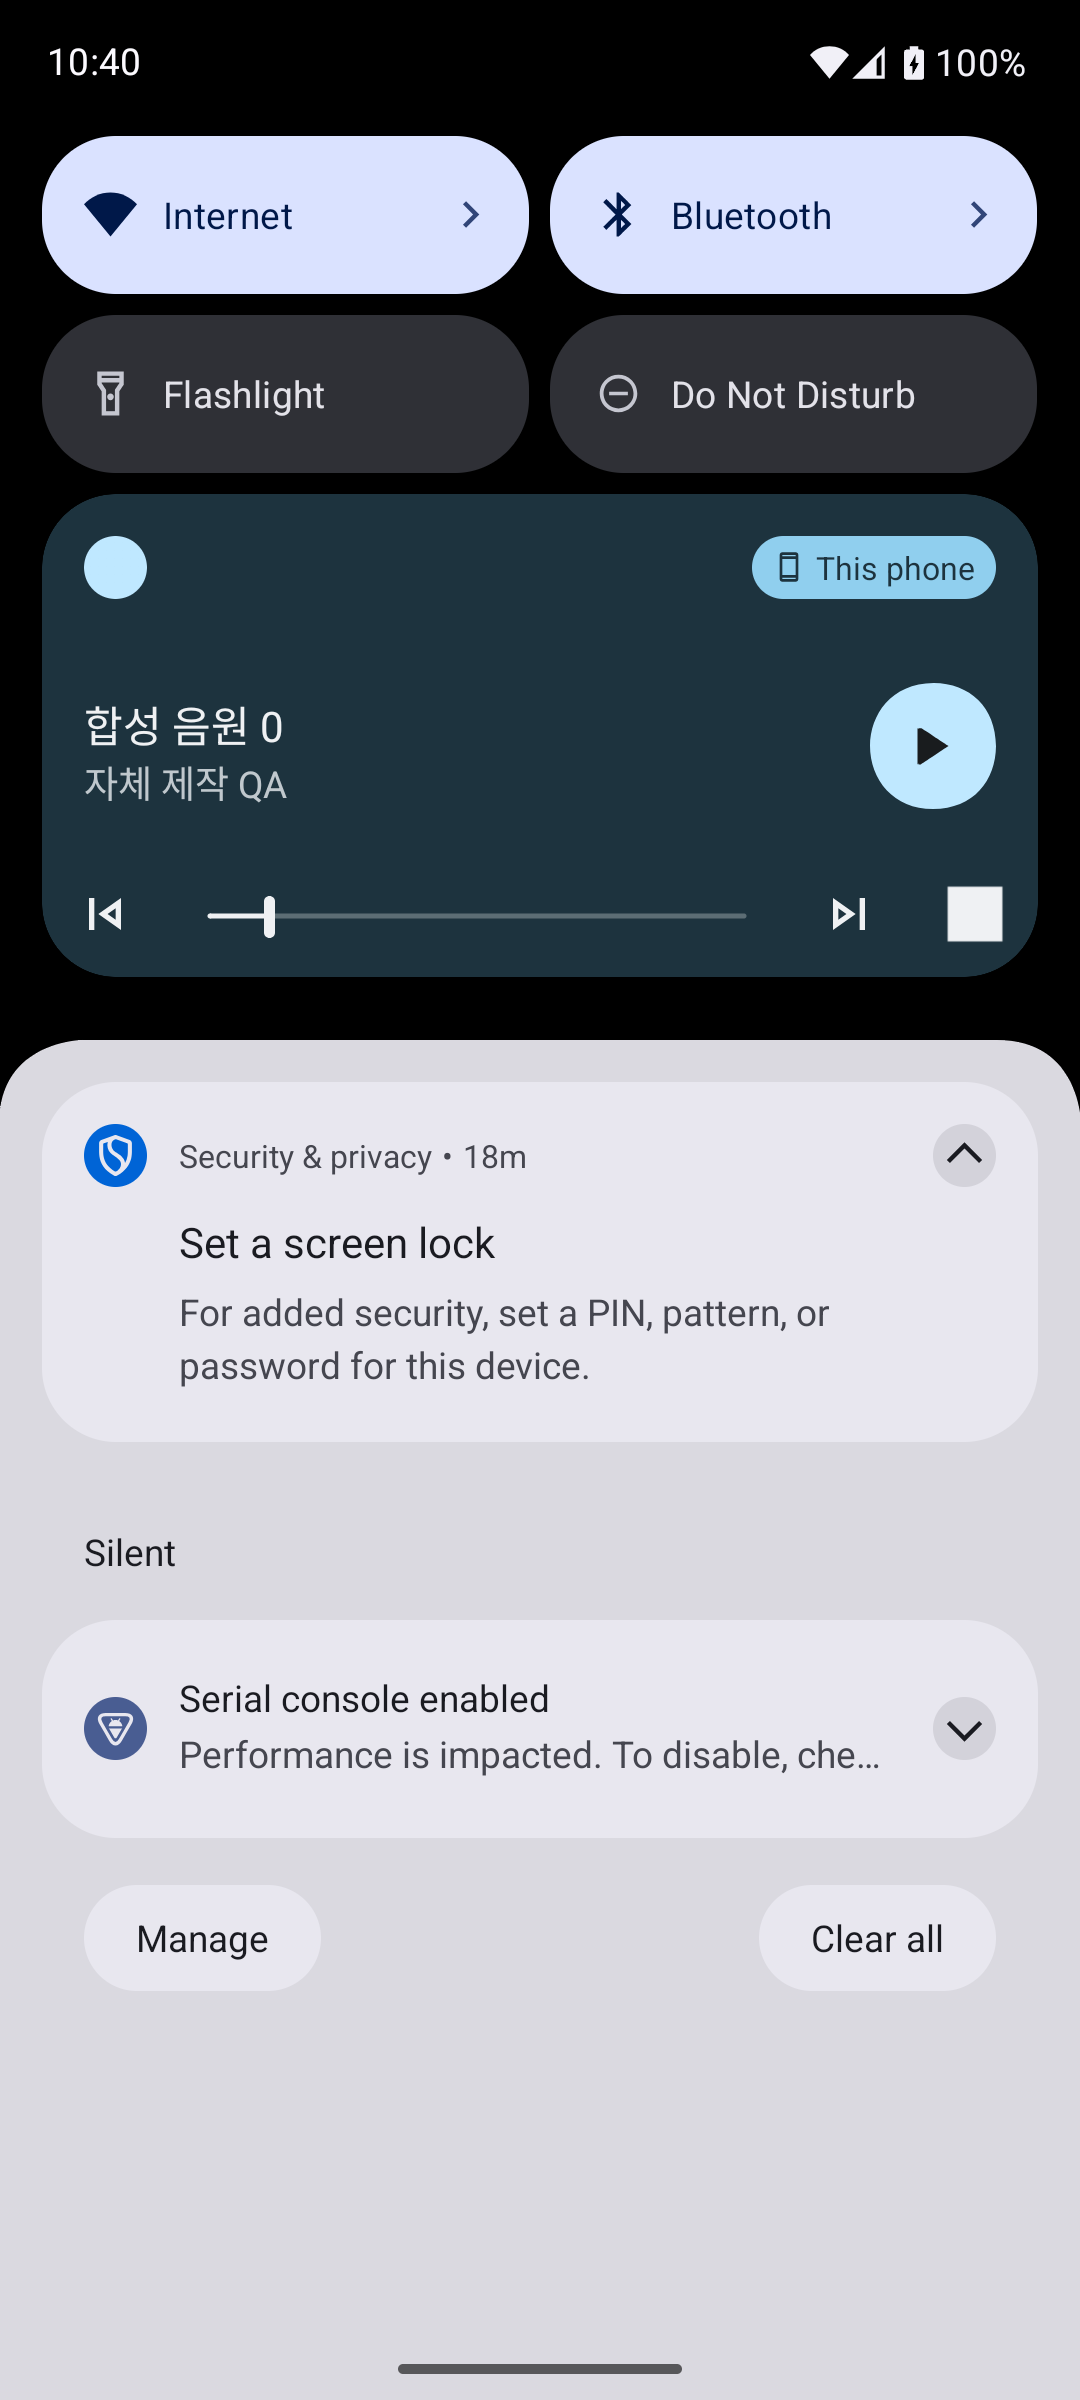 10:40
100%
Internet
Bluetooth
Flashlight
Do Not Disturb
This phone
합성 음원 0
자체 제작 QA
Security & privacy • 18m
Set a screen lock
For added security, set a PIN, pattern, or
password for this device.
Silent
Serial console enabled
Performance is impacted. To disable, che…
Manage
Clear all